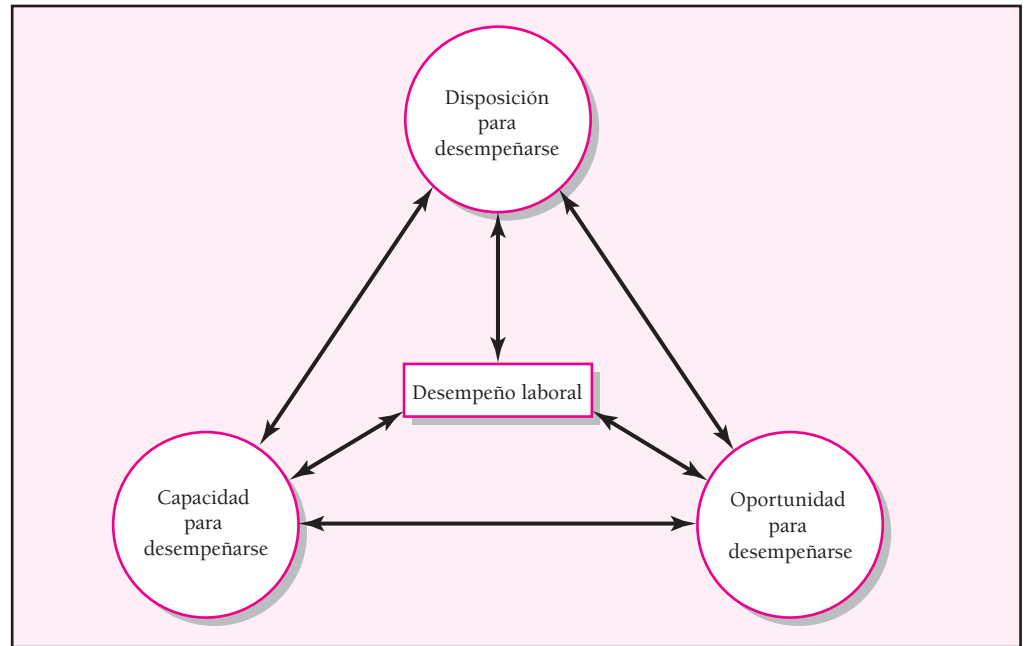 Disposición
para
desempeñarse
Desempeño laboral
Capacidad
para
desempeñarse
Oportunidad
para
desempeñarse